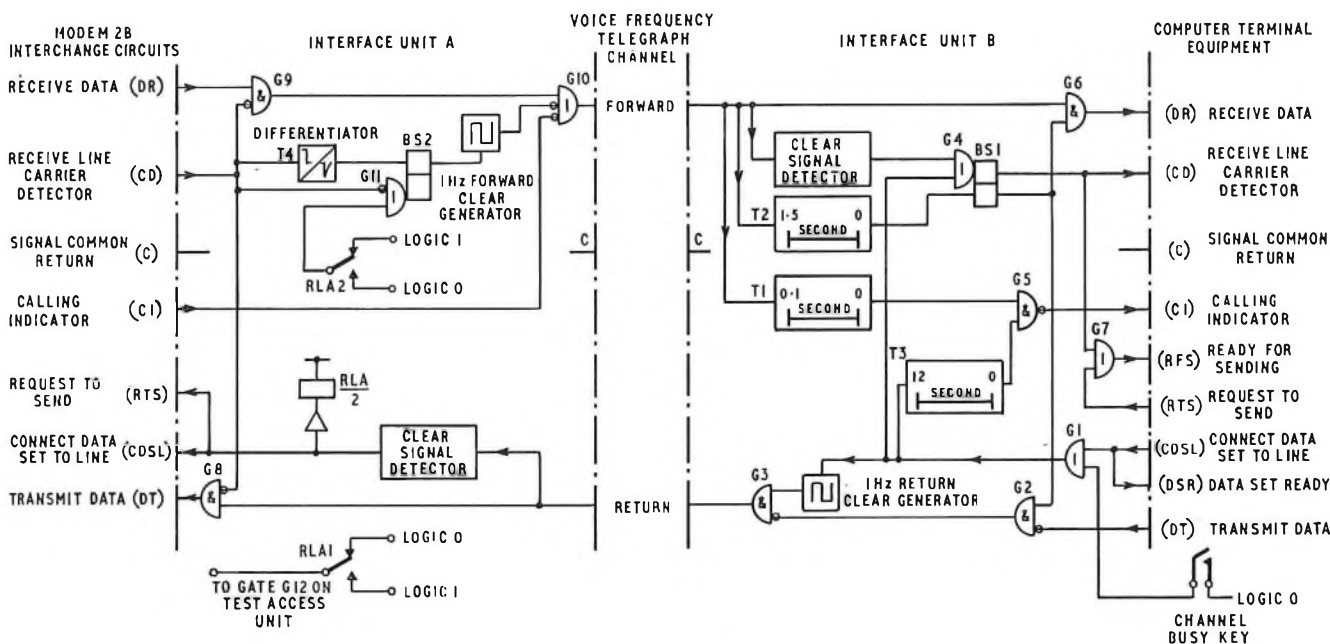 MODEM 2B
INTERCHANGE CIRCUITS
INTERFACE UNIT A
VOICE FREQUENCY
TELEGRAPH
CHANNEL
INTERFACE UNIT B
COMPUTER TERMINAL
EQUIPMENT
RECEIVE DATA (DR)
G9
&
G10
I
FORWARD
G6
&
(DR) RECEIVE DATA
DIFFERENTIATOR
T4
BS2
G11
I
1Hz FORWARD
CLEAR
GENERATOR
RECEIVE LINE
CARRIER
DETECTOR
(CD)
CLEAR
SIGNAL
DETECTOR
G4
I
BS1
(CD)
RECEIVE LINE
CARRIER
DETECTOR
T2
1·5 0
SECOND
SIGNAL COMMON
RETURN
(C)
LOGIC 1
RLA2
LOGIC 0
C
C
(C)
SIGNAL COMMON
RETURN
CALLING
INDICATOR
(CI)
T1
0·1 0
SECOND
G5
&
(CI)
CALLING
INDICATOR
G7
I
T3
12 0
SECOND
(RFS)
READY FOR
SENDING
REQUEST TO
SEND
(RTS)
RLA
2
(RTS)
REQUEST TO
SEND
CONNECT DATA
SET TO LINE
(CDSL)
CLEAR
SIGNAL
DETECTOR
G1
I
(CDSL)
CONNECT DATA
SET TO LINE
(DSR) DATA SET READY
G8
&
TRANSMIT DATA (DT)
RETURN
G3
&
1Hz RETURN
CLEAR GENERATOR
G2
&
(DT) TRANSMIT DATA
RLA1
LOGIC 0
LOGIC 1
TO GATE G12 ON
TEST ACCESS
UNIT
LOGIC 0
CHANNEL
BUSY KEY